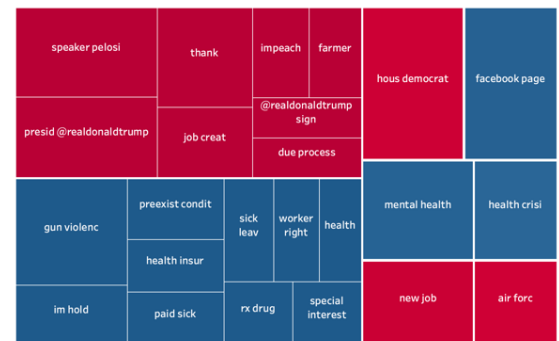 speaker pelosi
thank
impeach
farmer
presid @realdonaldtrump
job creat
@realdonaldtrump
sign
due process
hous democrat
facebook page
gun violenc
preexist condit
sick
leav
worker
right
health
health insur
im hold
paid sick
rx drug
special
interest
mental health
health crisi
new job
air forc